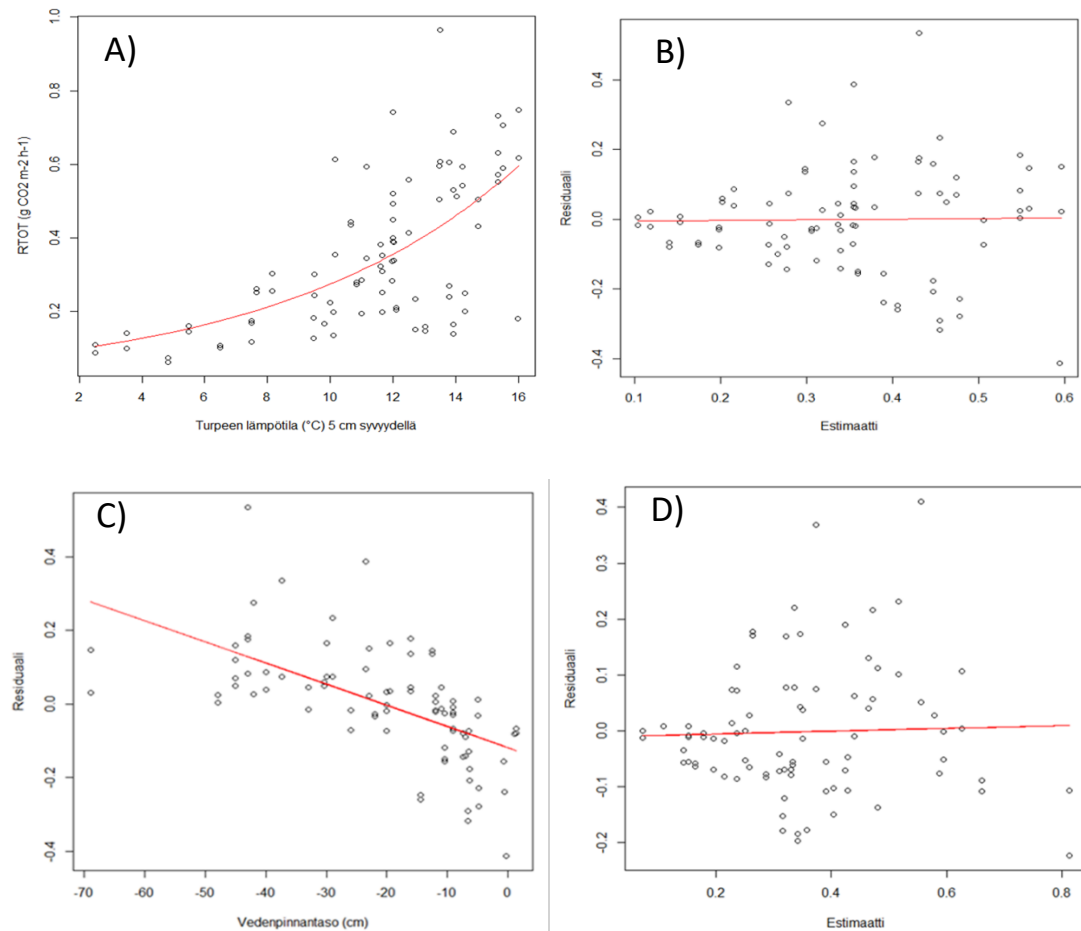 A)
RTOT (g CO2 m-2 h-1)
1.0
0.8
0.6
0.4
0.2
2 4 6 8 10 12 14 16
Turpeen lämpötila (°C) 5 cm syvyydellä
B)
Residuaali
0.4
0.2
0.0
-0.2
-0.4
0.1 0.2 0.3 0.4 0.5 0.6
Estimaatti
C)
Residuaali
0.4
0.2
0.0
-0.2
-0.4
-70 -60 -50 -40 -30 -20 -10 0
Vedenpinnantaso (cm)
D)
Residuaali
0.4
0.3
0.2
0.1
0.0
-0.1
-0.2
0.2 0.4 0.6 0.8
Estimaatti